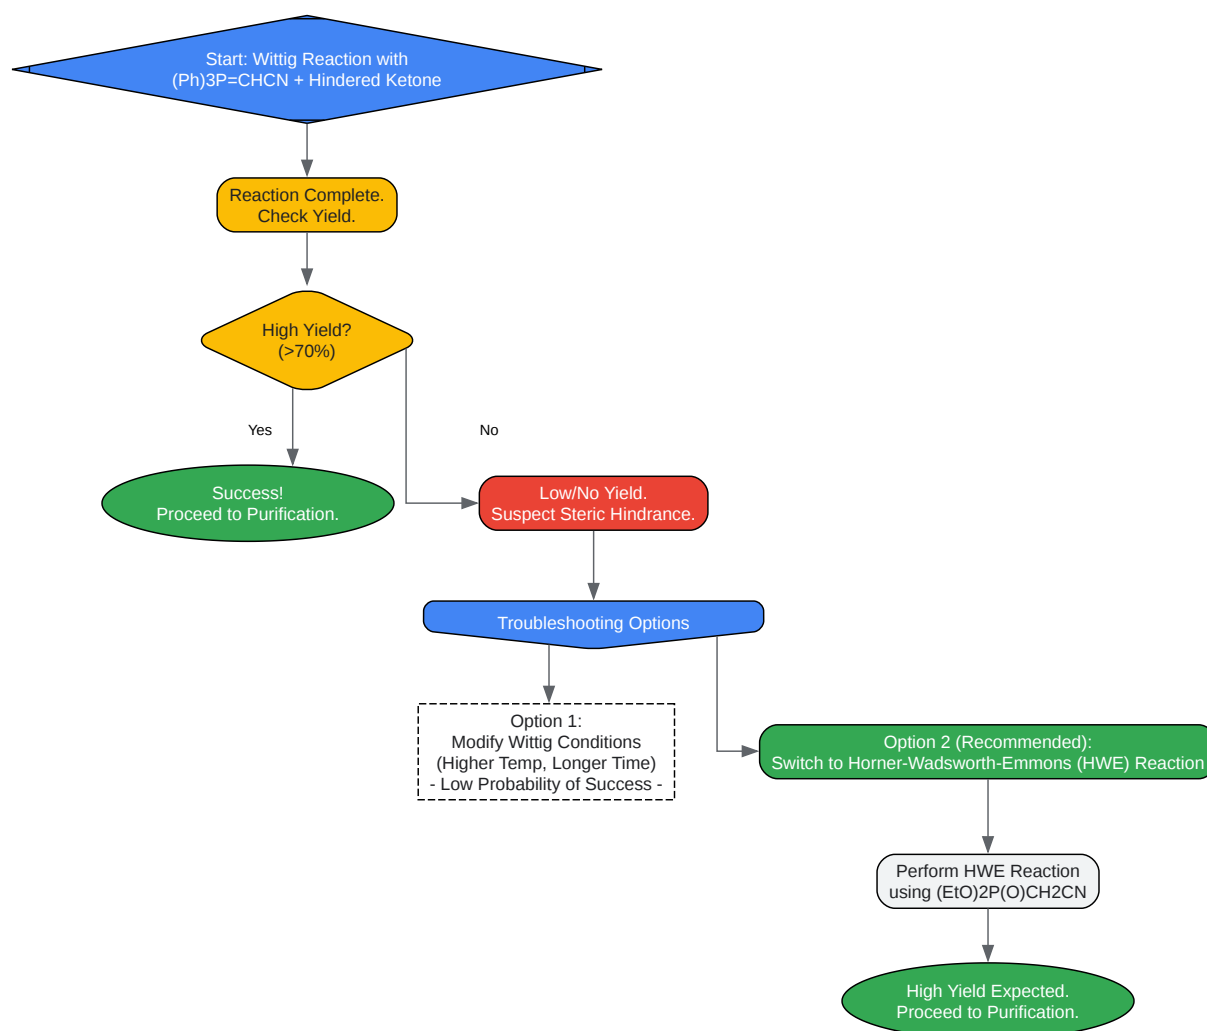 Start: Wittig Reaction with
(Ph)3P=CHCN + Hindered Ketone
Reaction Complete.
Check Yield.
High Yield?
(>70%)
Yes
No
Success!
Proceed to Purification.
Low/No Yield.
Suspect Steric Hindrance.
Troubleshooting Options
Option 1:
Modify Wittig Conditions
(Higher Temp, Longer Time)
- Low Probability of Success -
Option 2 (Recommended):
Switch to Horner-Wadsworth-Emmons (HWE) Reaction
Perform HWE Reaction
using (EtO)2P(O)CH2CN
High Yield Expected.
Proceed to Purification.